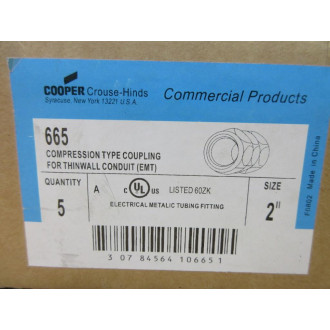 COOPER Crouse-Hinds
Syracuse, New York 13221 U.S.A.
Commercial Products
665
COMPRESSION TYPE COUPLING
FOR THINWALL CONDUIT (EMT)
QUANTITY
5
A
C UL US
LISTED 60ZK
SIZE
2"
ELECTRICAL METALIC TUBING FITTING
3 07 84564 10665 1
F0802 Made in China